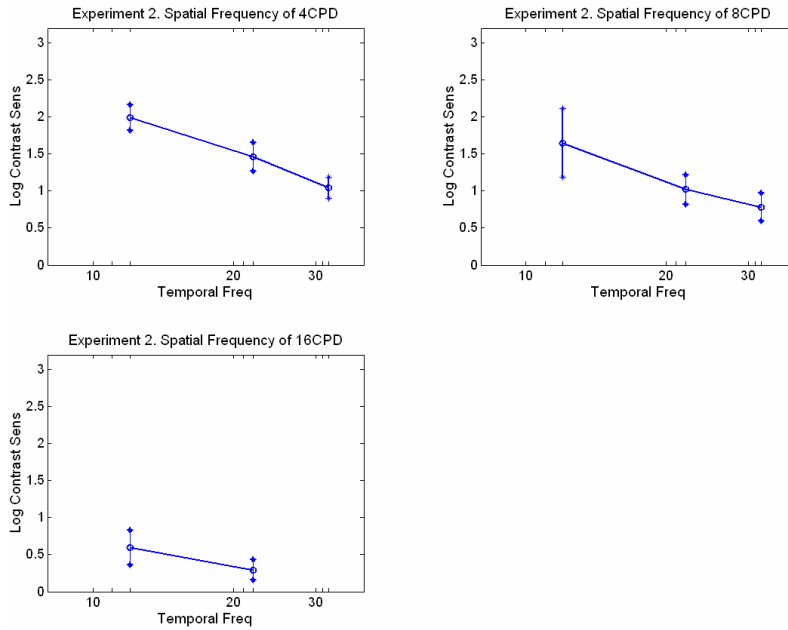 Experiment 2. Spatial Frequency of 4CPD
3
2.5
2
1.5
1
0.5
0
Log Contrast Sens
10 20 30
Temporal Freq
Experiment 2. Spatial Frequency of 8CPD
3
2.5
2
1.5
1
0.5
0
Log Contrast Sens
10 20 30
Temporal Freq
Experiment 2. Spatial Frequency of 16CPD
3
2.5
2
1.5
1
0.5
0
Log Contrast Sens
10 20 30
Temporal Freq